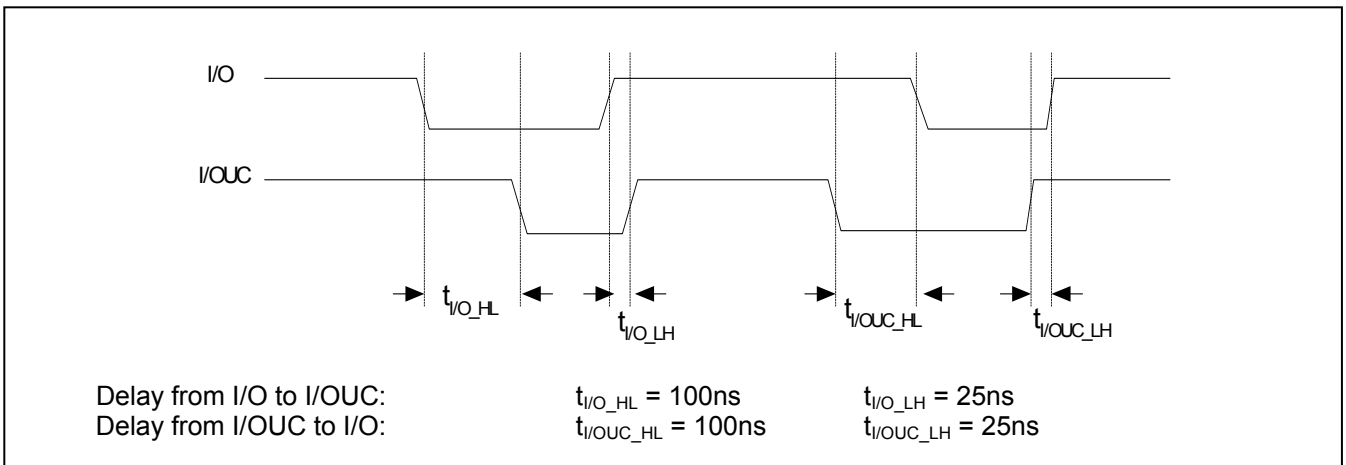 I/O
I/OUC
tI/O_HL
tI/O_LH
tI/OUC_HL
tI/OUC_LH
Delay from I/O to I/OUC: tI/O_HL = 100ns tI/O_LH = 25ns
Delay from I/OUC to I/O: tI/OUC_HL = 100ns tI/OUC_LH = 25ns